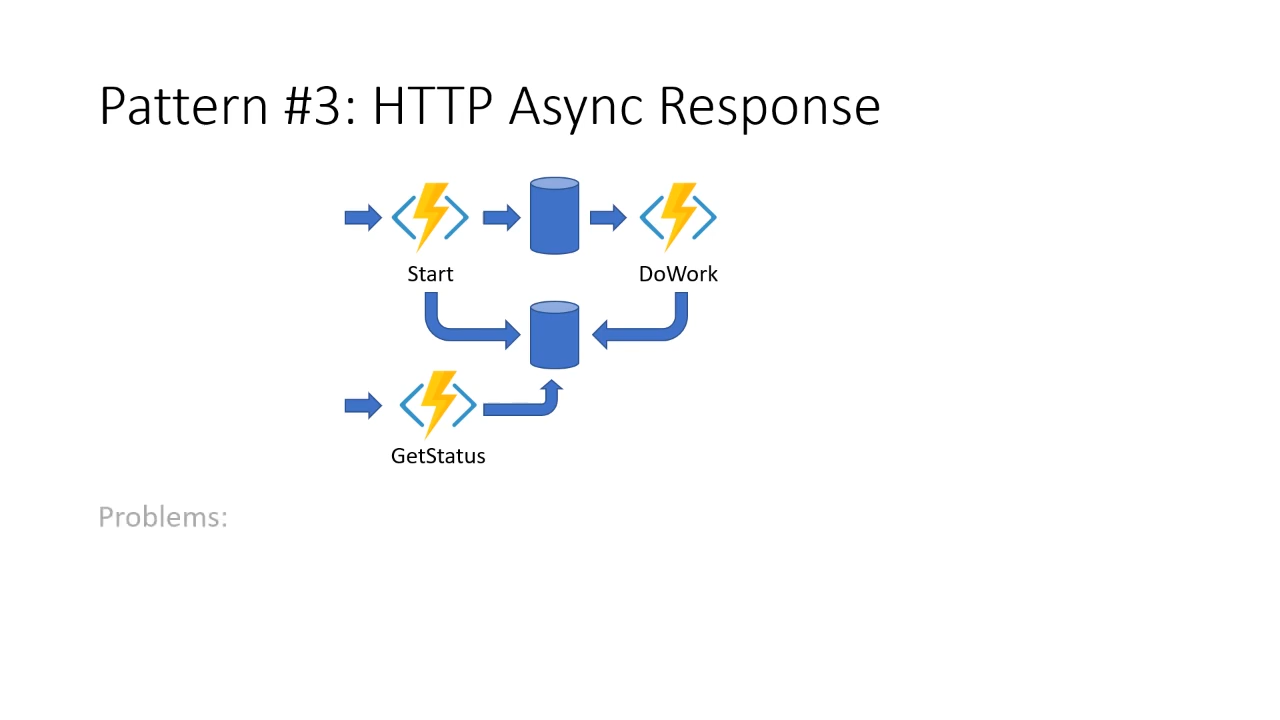 Pattern #3: HTTP Async Response
Start
DoWork
GetStatus
Problems: